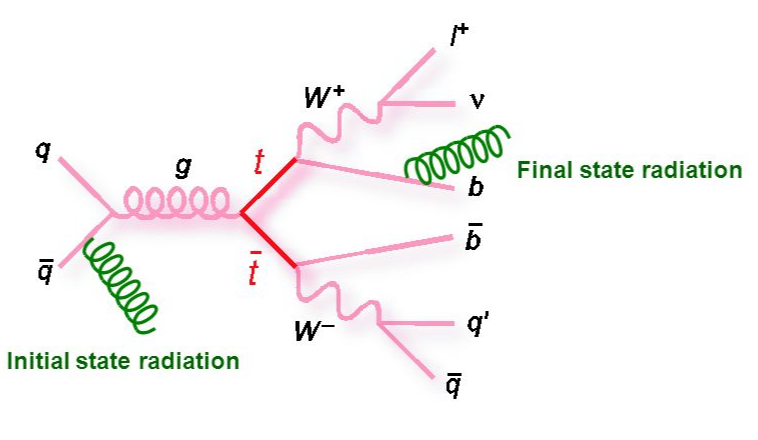 l⁺
W⁺
ν
q
g
t
b
Final state radiation
q̅
t̅
b̅
W⁻
q'
Initial state radiation
q̅